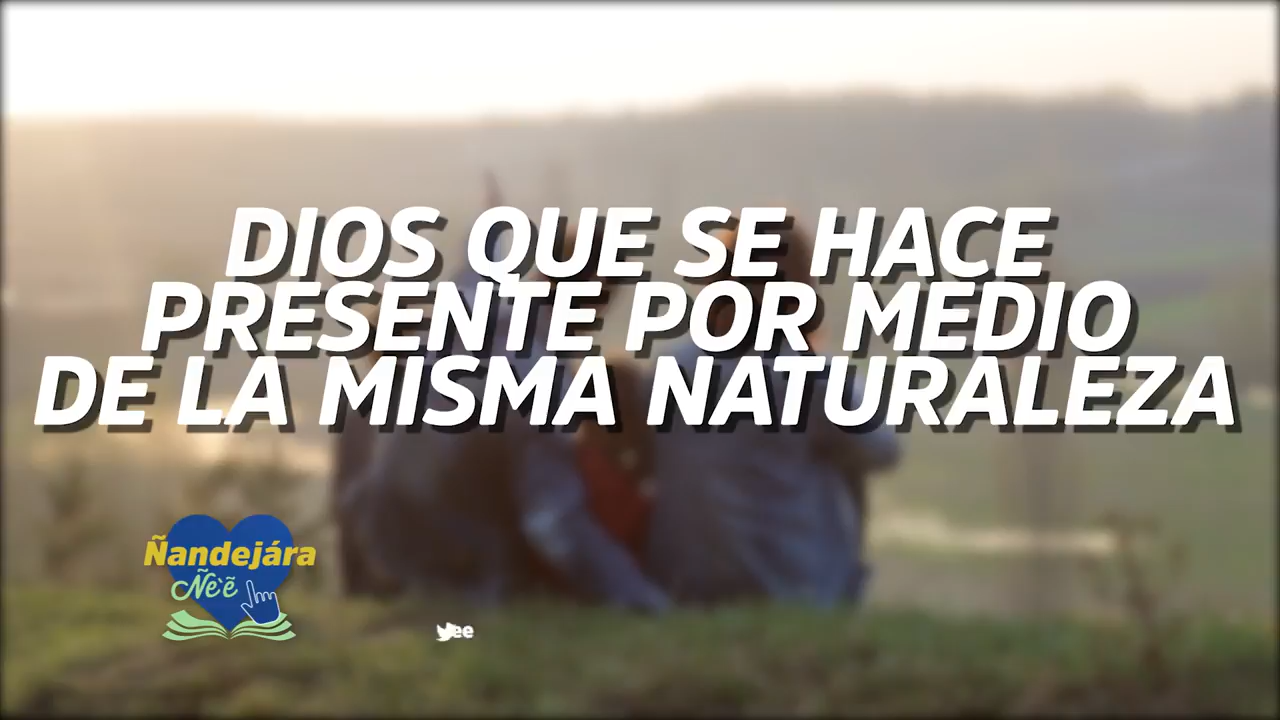 DIOS QUE SE HACE
PRESENTE POR MEDIO
DE LA MISMA NATURALEZA
Ñandejára
Ñe'ẽ